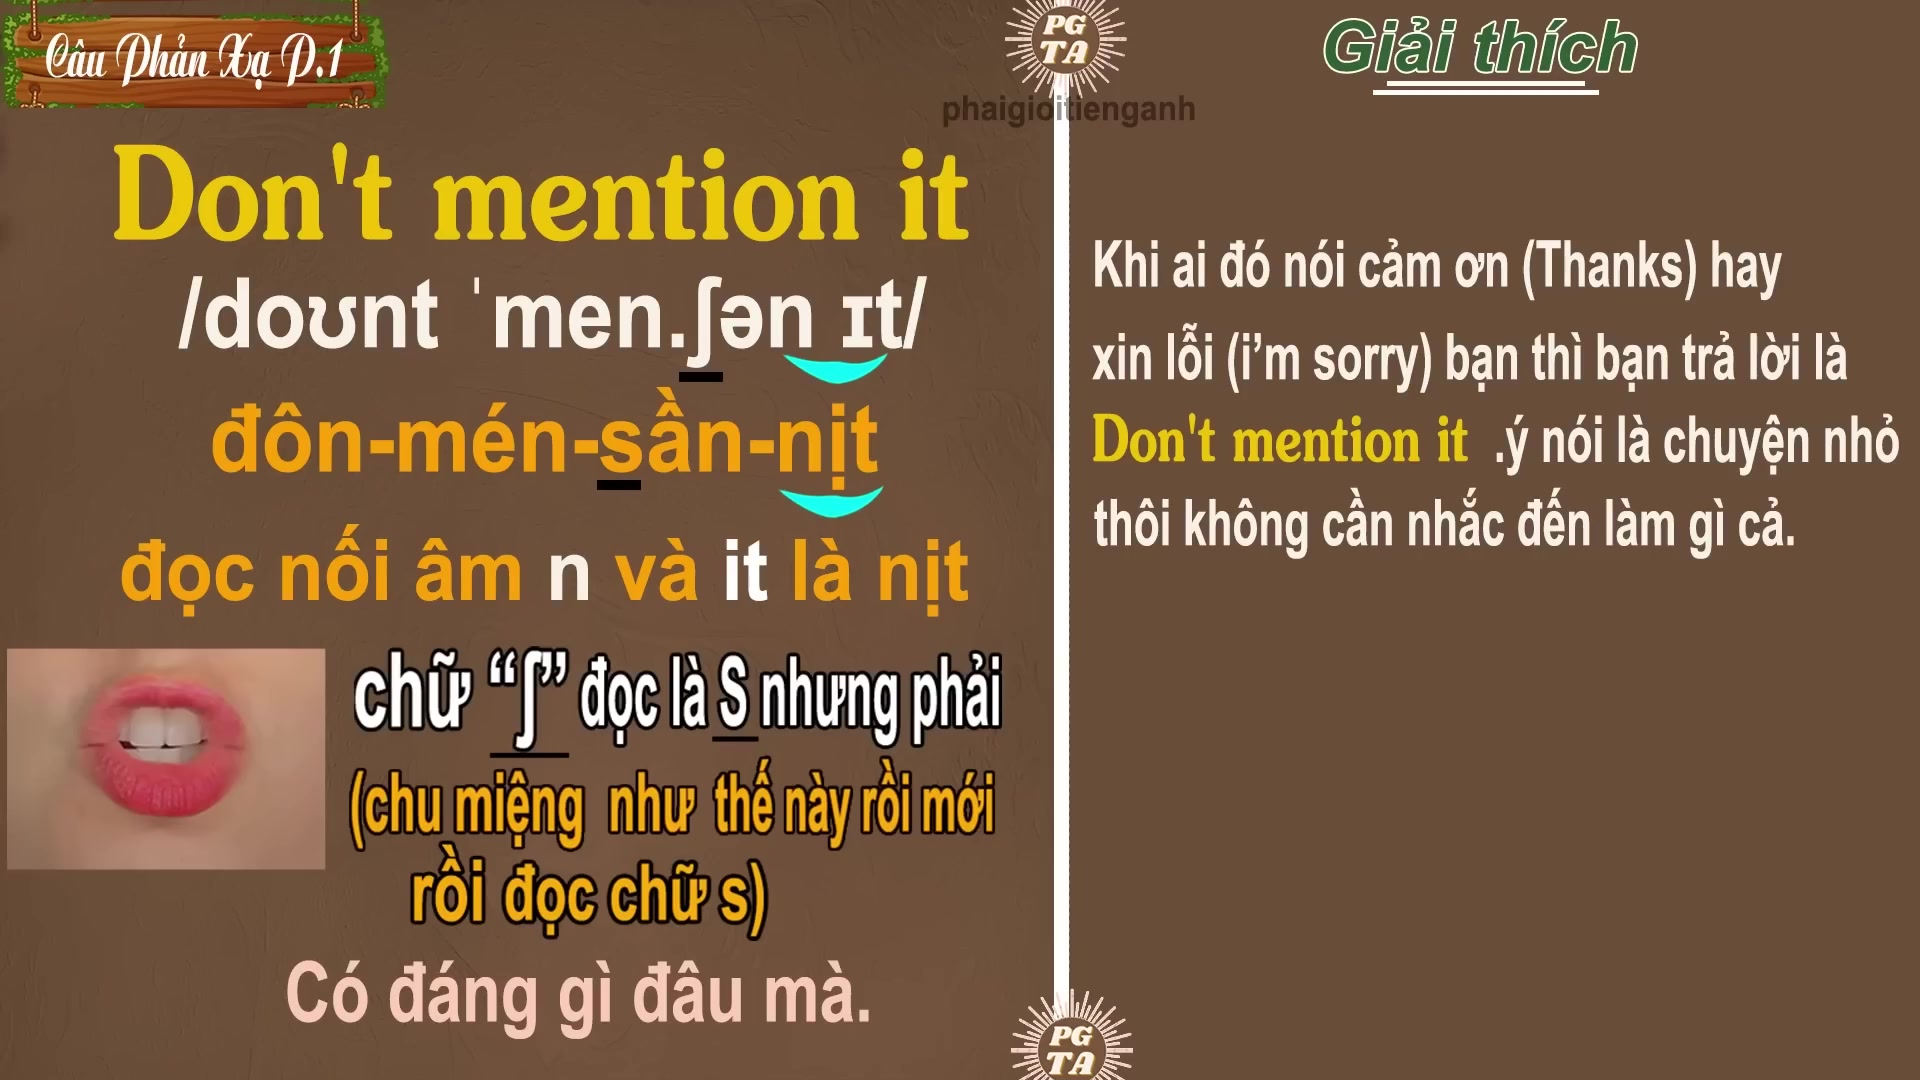 Câu Phản Xạ P.1
PG
TA
phaigioitienganh
Don't mention it
/doʊnt ˈmen.ʃən ɪt/
đôn-mén-sần-nịt
đọc nối âm n và it là nịt
chữ “ʃ” đọc là S nhưng phải
(chu miệng như thế này rồi mới
rồi đọc chữ s)
Có đáng gì đâu mà.
Giải thích
Khi ai đó nói cảm ơn (Thanks) hay
xin lỗi (i’m sorry) bạn thì bạn trả lời là
Don't mention it .ý nói là chuyện nhỏ
thôi không cần nhắc đến làm gì cả.
PG
TA